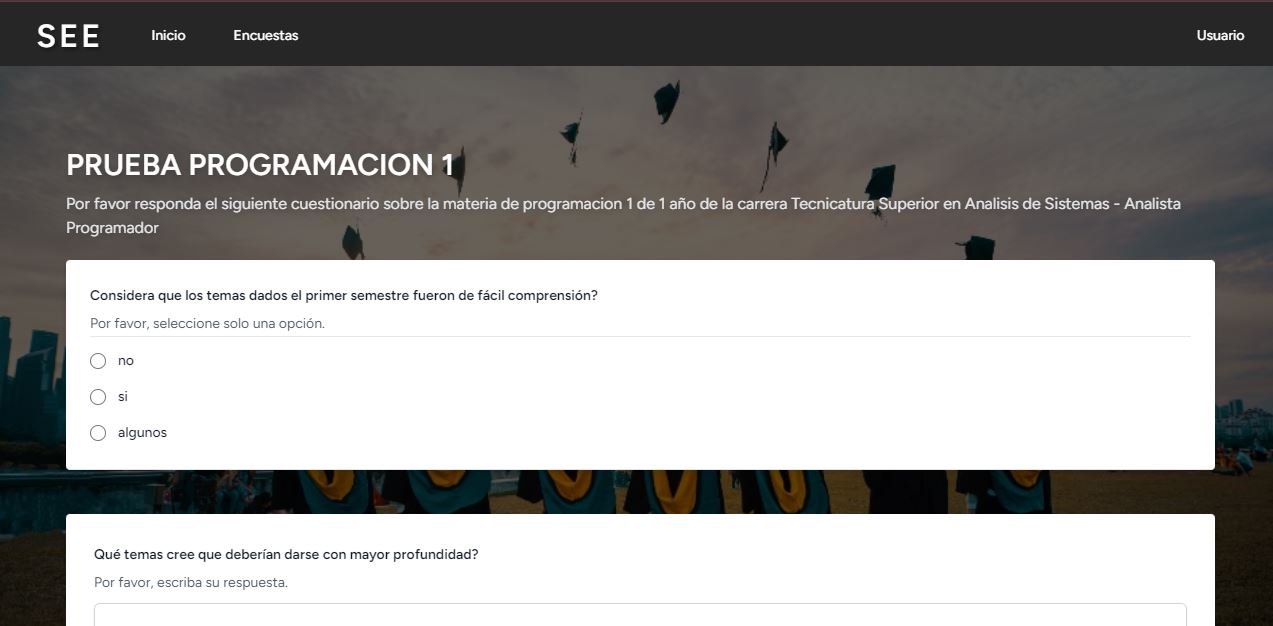 SEE Inicio Encuestas Usuario
PRUEBA PROGRAMACION 1
Por favor responda el siguiente cuestionario sobre la materia de programacion 1 de 1 año de la carrera Tecnicatura Superior en Analisis de Sistemas - Analista
Programador
Considera que los temas dados el primer semestre fueron de fácil comprensión?
Por favor, seleccione solo una opción.
no
si
algunos
Qué temas cree que deberían darse con mayor profundidad?
Por favor, escriba su respuesta.